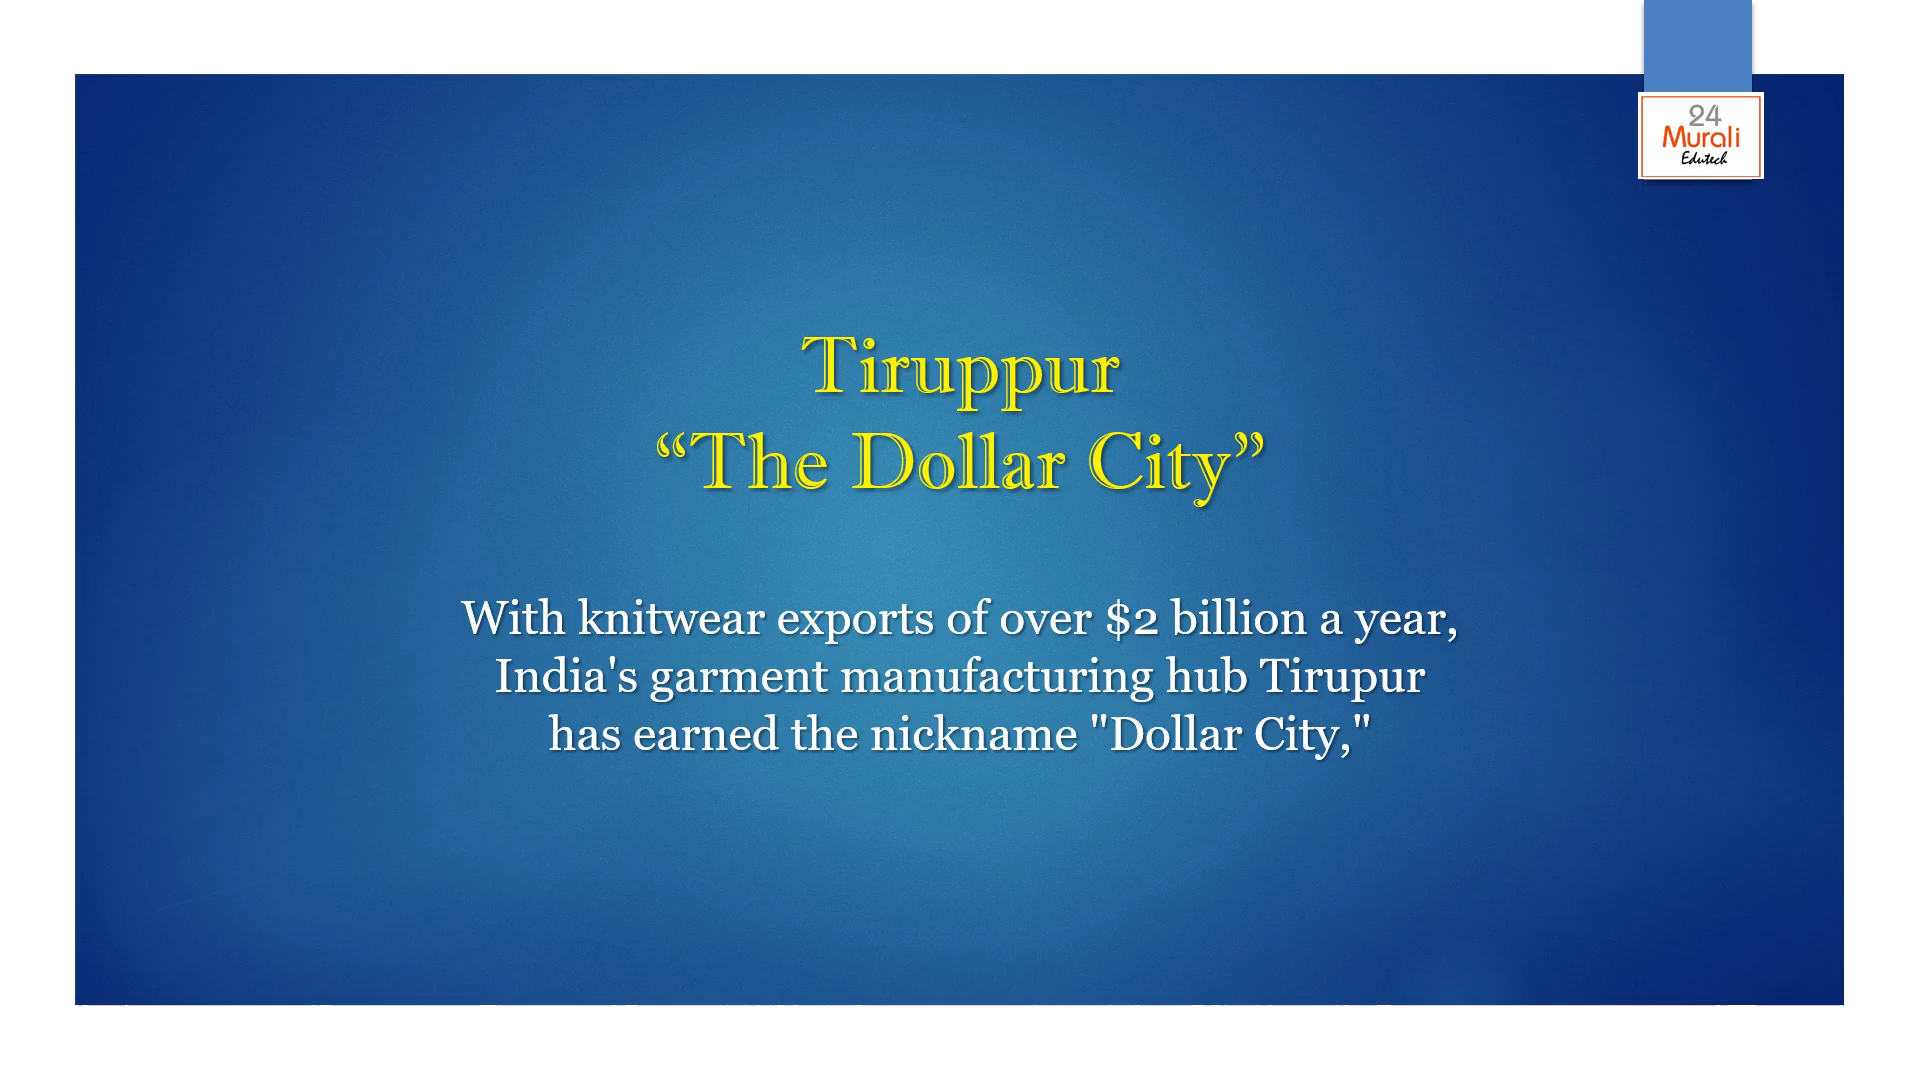 24
Murali
Edutech
Tiruppur
“The Dollar City”
With knitwear exports of over $2 billion a year,
India's garment manufacturing hub Tirupur
has earned the nickname "Dollar City,"